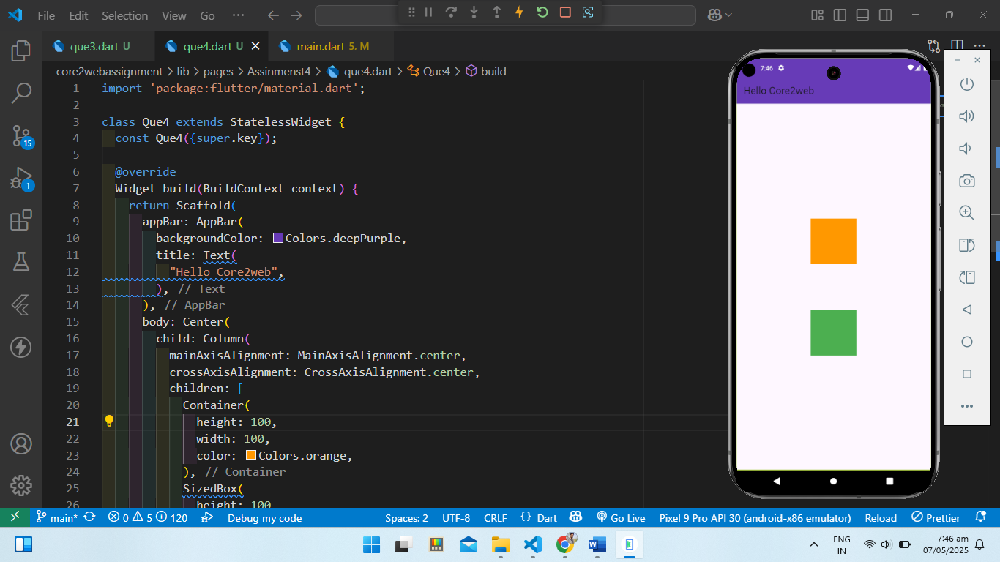 File Edit Selection View Go ···
que3.dart U que4.dart U main.dart 5, M
core2webassignment > lib > pages > Assinmenst4 > que4.dart > Que4 > build
1 import 'package:flutter/material.dart';
2
3 class Que4 extends StatelessWidget {
4 const Que4({super.key});
5
6 @override
7 Widget build(BuildContext context) {
8 return Scaffold(
9 appBar: AppBar(
10 backgroundColor: Colors.deepPurple,
11 title: Text(
12 "Hello Core2web",
13 ), // Text
14 ), // AppBar
15 body: Center(
16 child: Column(
17 mainAxisAlignment: MainAxisAlignment.center,
18 crossAxisAlignment: CrossAxisAlignment.center,
19 children: [
20 Container(
21 height: 100,
22 width: 100,
23 color: Colors.orange,
24 ), // Container
25 SizedBox(
26 height: 100
15
1
7:46
Hello Core2web
main* 0 5 120 Debug my code Spaces: 2 UTF-8 CRLF {} Dart Go Live Pixel 9 Pro API 30 (android-x86 emulator) Reload Prettier
ENG
IN
7:46 am
07/05/2025